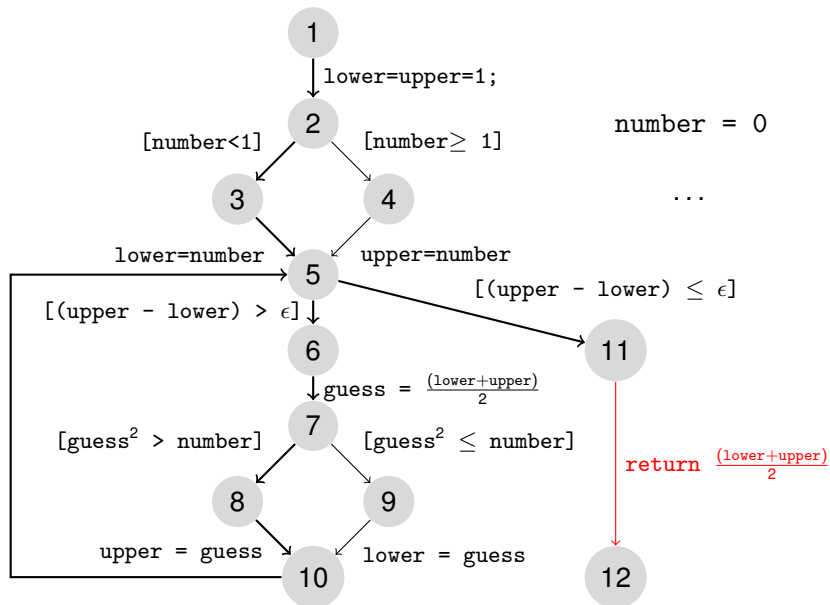 1
lower=upper=1;
2
number = 0
[number<1]
[number≥ 1]
3
4
...
lower=number
upper=number
5
[(upper - lower) ≤ ϵ]
[(upper - lower) > ϵ]
6
11
guess = (lower+upper)/2
7
[guess² > number]
[guess² ≤ number]
return (lower+upper)/2
8
9
upper = guess
lower = guess
10
12